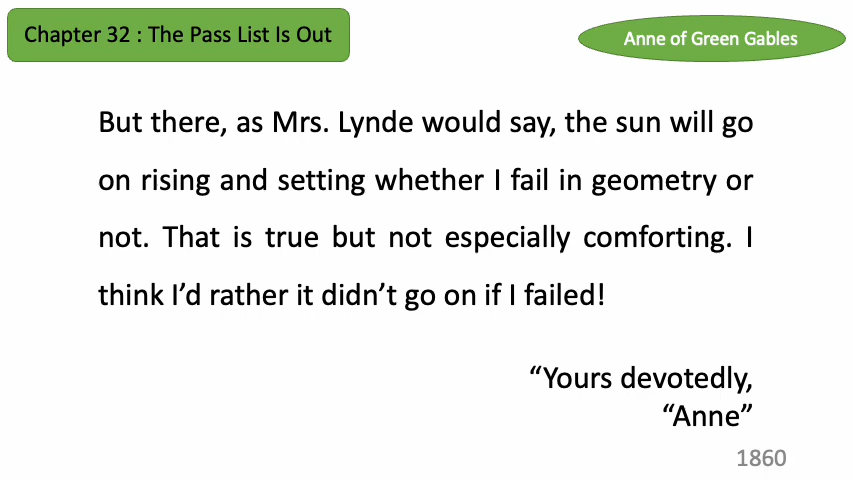 Chapter 32 : The Pass List Is Out
Anne of Green Gables
But there, as Mrs. Lynde would say, the sun will go
on rising and setting whether I fail in geometry or
not. That is true but not especially comforting. I
think I’d rather it didn’t go on if I failed!
“Yours devotedly,
“Anne”
1860